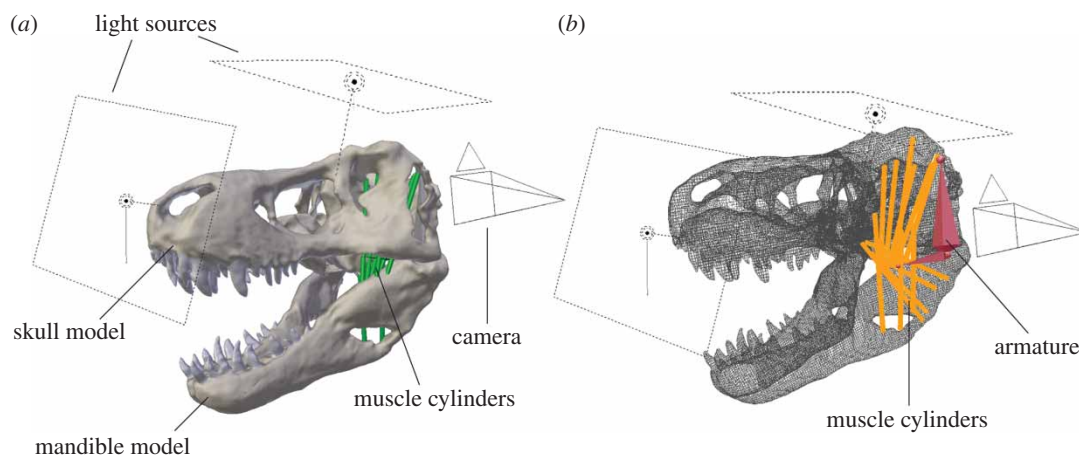 (a)
light sources
skull model
mandible model
muscle cylinders
camera
(b)
armature
muscle cylinders